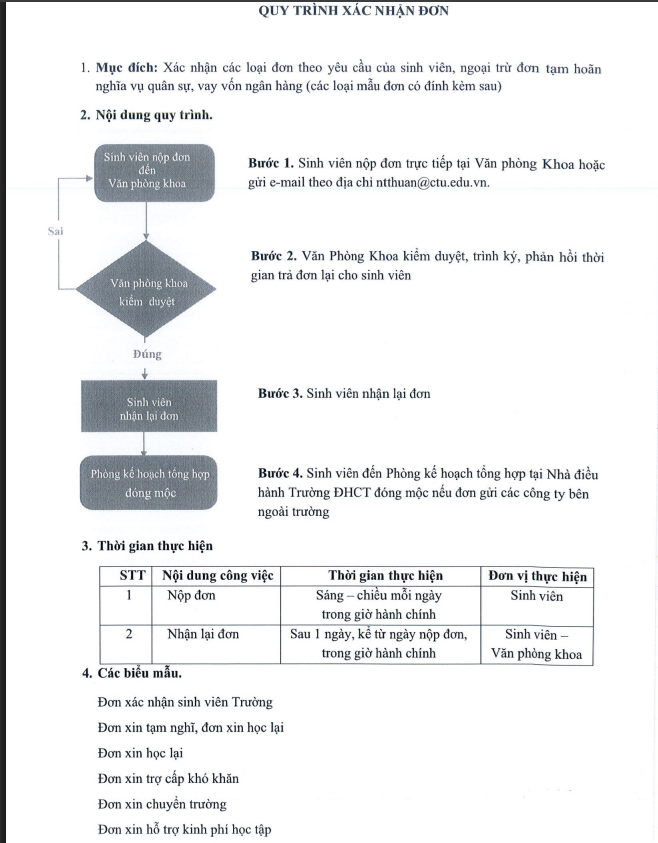 QUY TRÌNH XÁC NHẬN ĐƠN
1. Mục đích: Xác nhận các loại đơn theo yêu cầu của sinh viên, ngoại trừ đơn tạm hoãn
nghĩa vụ quân sự, vay vốn ngân hàng (các loại mẫu đơn có đính kèm sau)
2. Nội dung quy trình.
Sinh viên nộp đơn
đến
Văn phòng khoa
Bước 1. Sinh viên nộp đơn trực tiếp tại Văn phòng Khoa hoặc
gửi e-mail theo địa chỉ ntthuan@ctu.edu.vn.
Sai
Văn phòng khoa
kiểm duyệt
Bước 2. Văn Phòng Khoa kiểm duyệt, trình ký, phản hồi thời
gian trả đơn lại cho sinh viên
Đúng
Sinh viên
nhận lại đơn
Bước 3. Sinh viên nhận lại đơn
Phòng kế hoạch tổng hợp
đóng mộc
Bước 4. Sinh viên đến Phòng kế hoạch tổng hợp tại Nhà điều
hành Trường ĐHCT đóng mộc nếu đơn gửi các công ty bên
ngoài trường
3. Thời gian thực hiện
STT Nội dung công việc Thời gian thực hiện Đơn vị thực hiện
1 Nộp đơn Sáng – chiều mỗi ngày Sinh viên
trong giờ hành chính
2 Nhận lại đơn Sau 1 ngày, kể từ ngày nộp đơn, Sinh viên –
trong giờ hành chính Văn phòng khoa
4. Các biểu mẫu.
Đơn xác nhận sinh viên Trường
Đơn xin tạm nghĩ, đơn xin học lại
Đơn xin học lại
Đơn xin trợ cấp khó khăn
Đơn xin chuyển trường
Đơn xin hỗ trợ kinh phí học tập